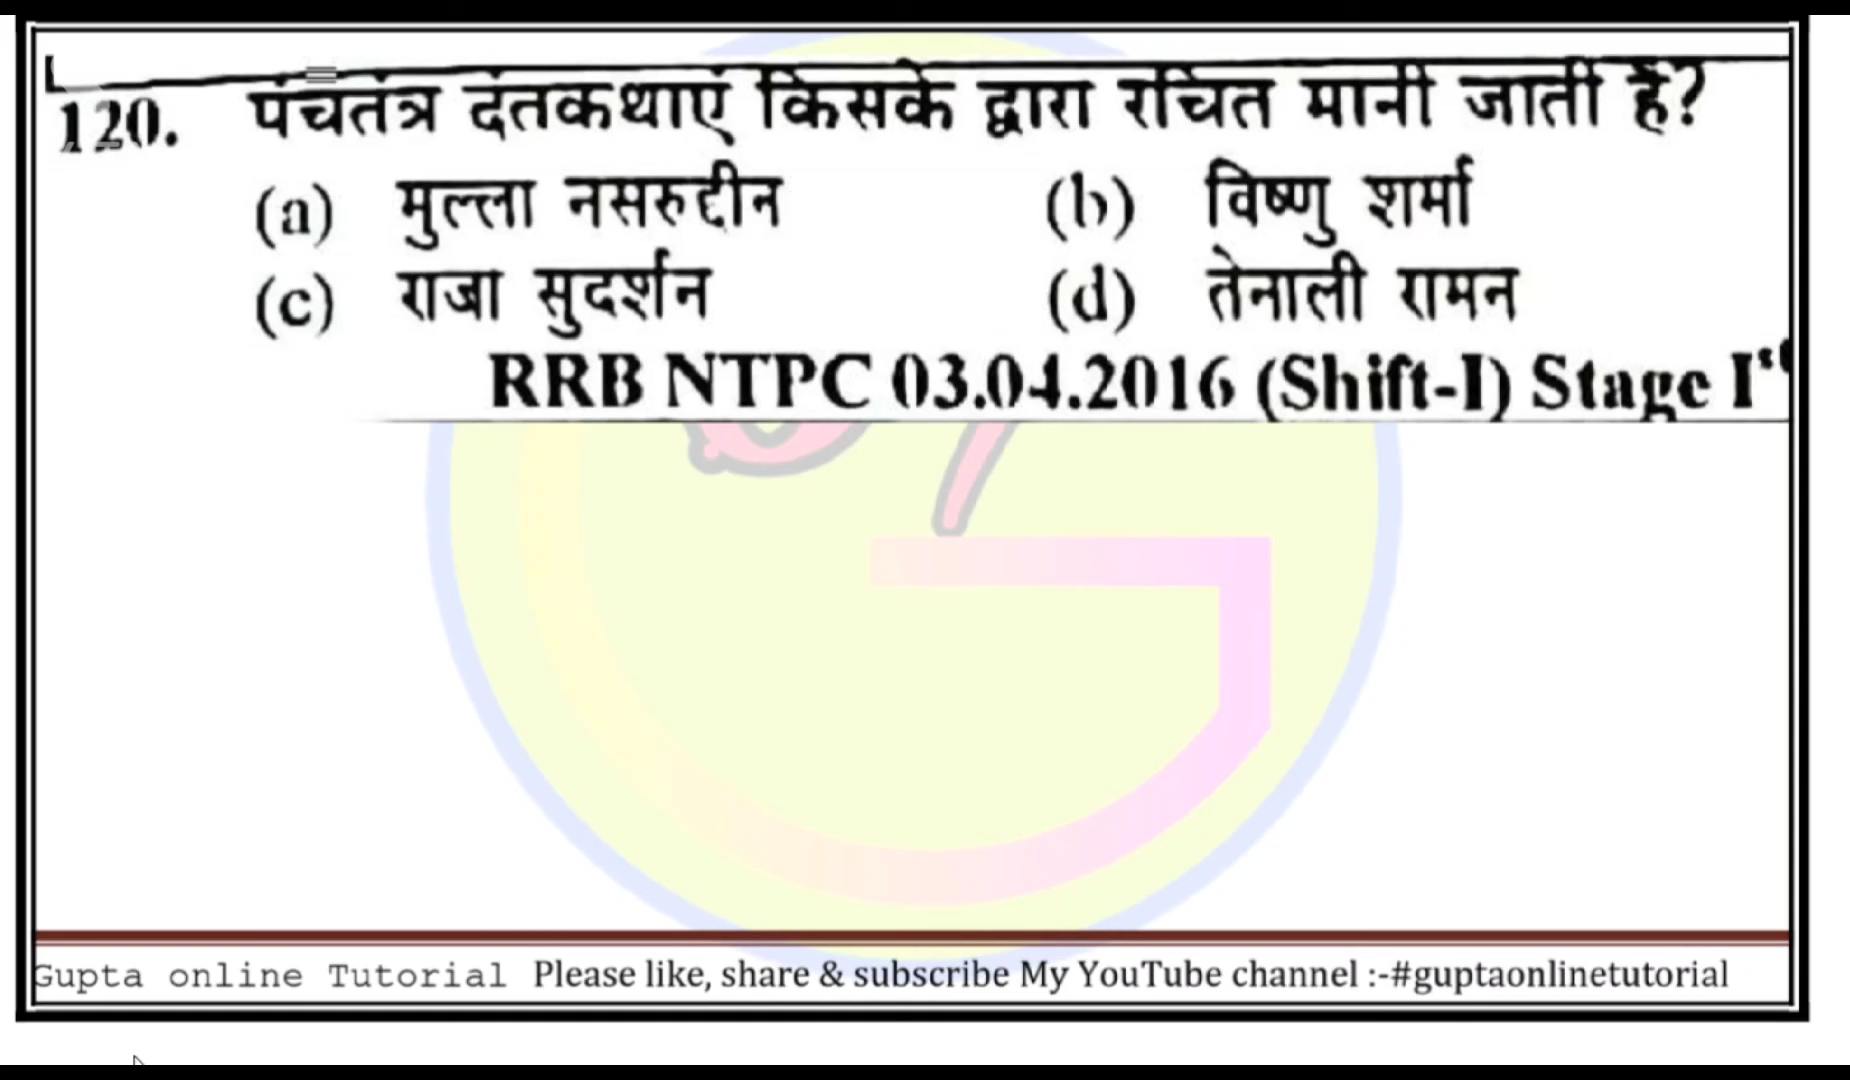 120. पंचतंत्र दंतकथाएं किसके द्वारा रचित मानी जाती हैं?
(a) मुल्ला नसरुद्दीन (b) विष्णु शर्मा
(c) राजा सुदर्शन (d) तेनाली रामन
RRB NTPC 03.04.2016 (Shift-I) Stage Ist
Gupta online Tutorial Please like, share & subscribe My YouTube channel :-#guptaonlinetutorial